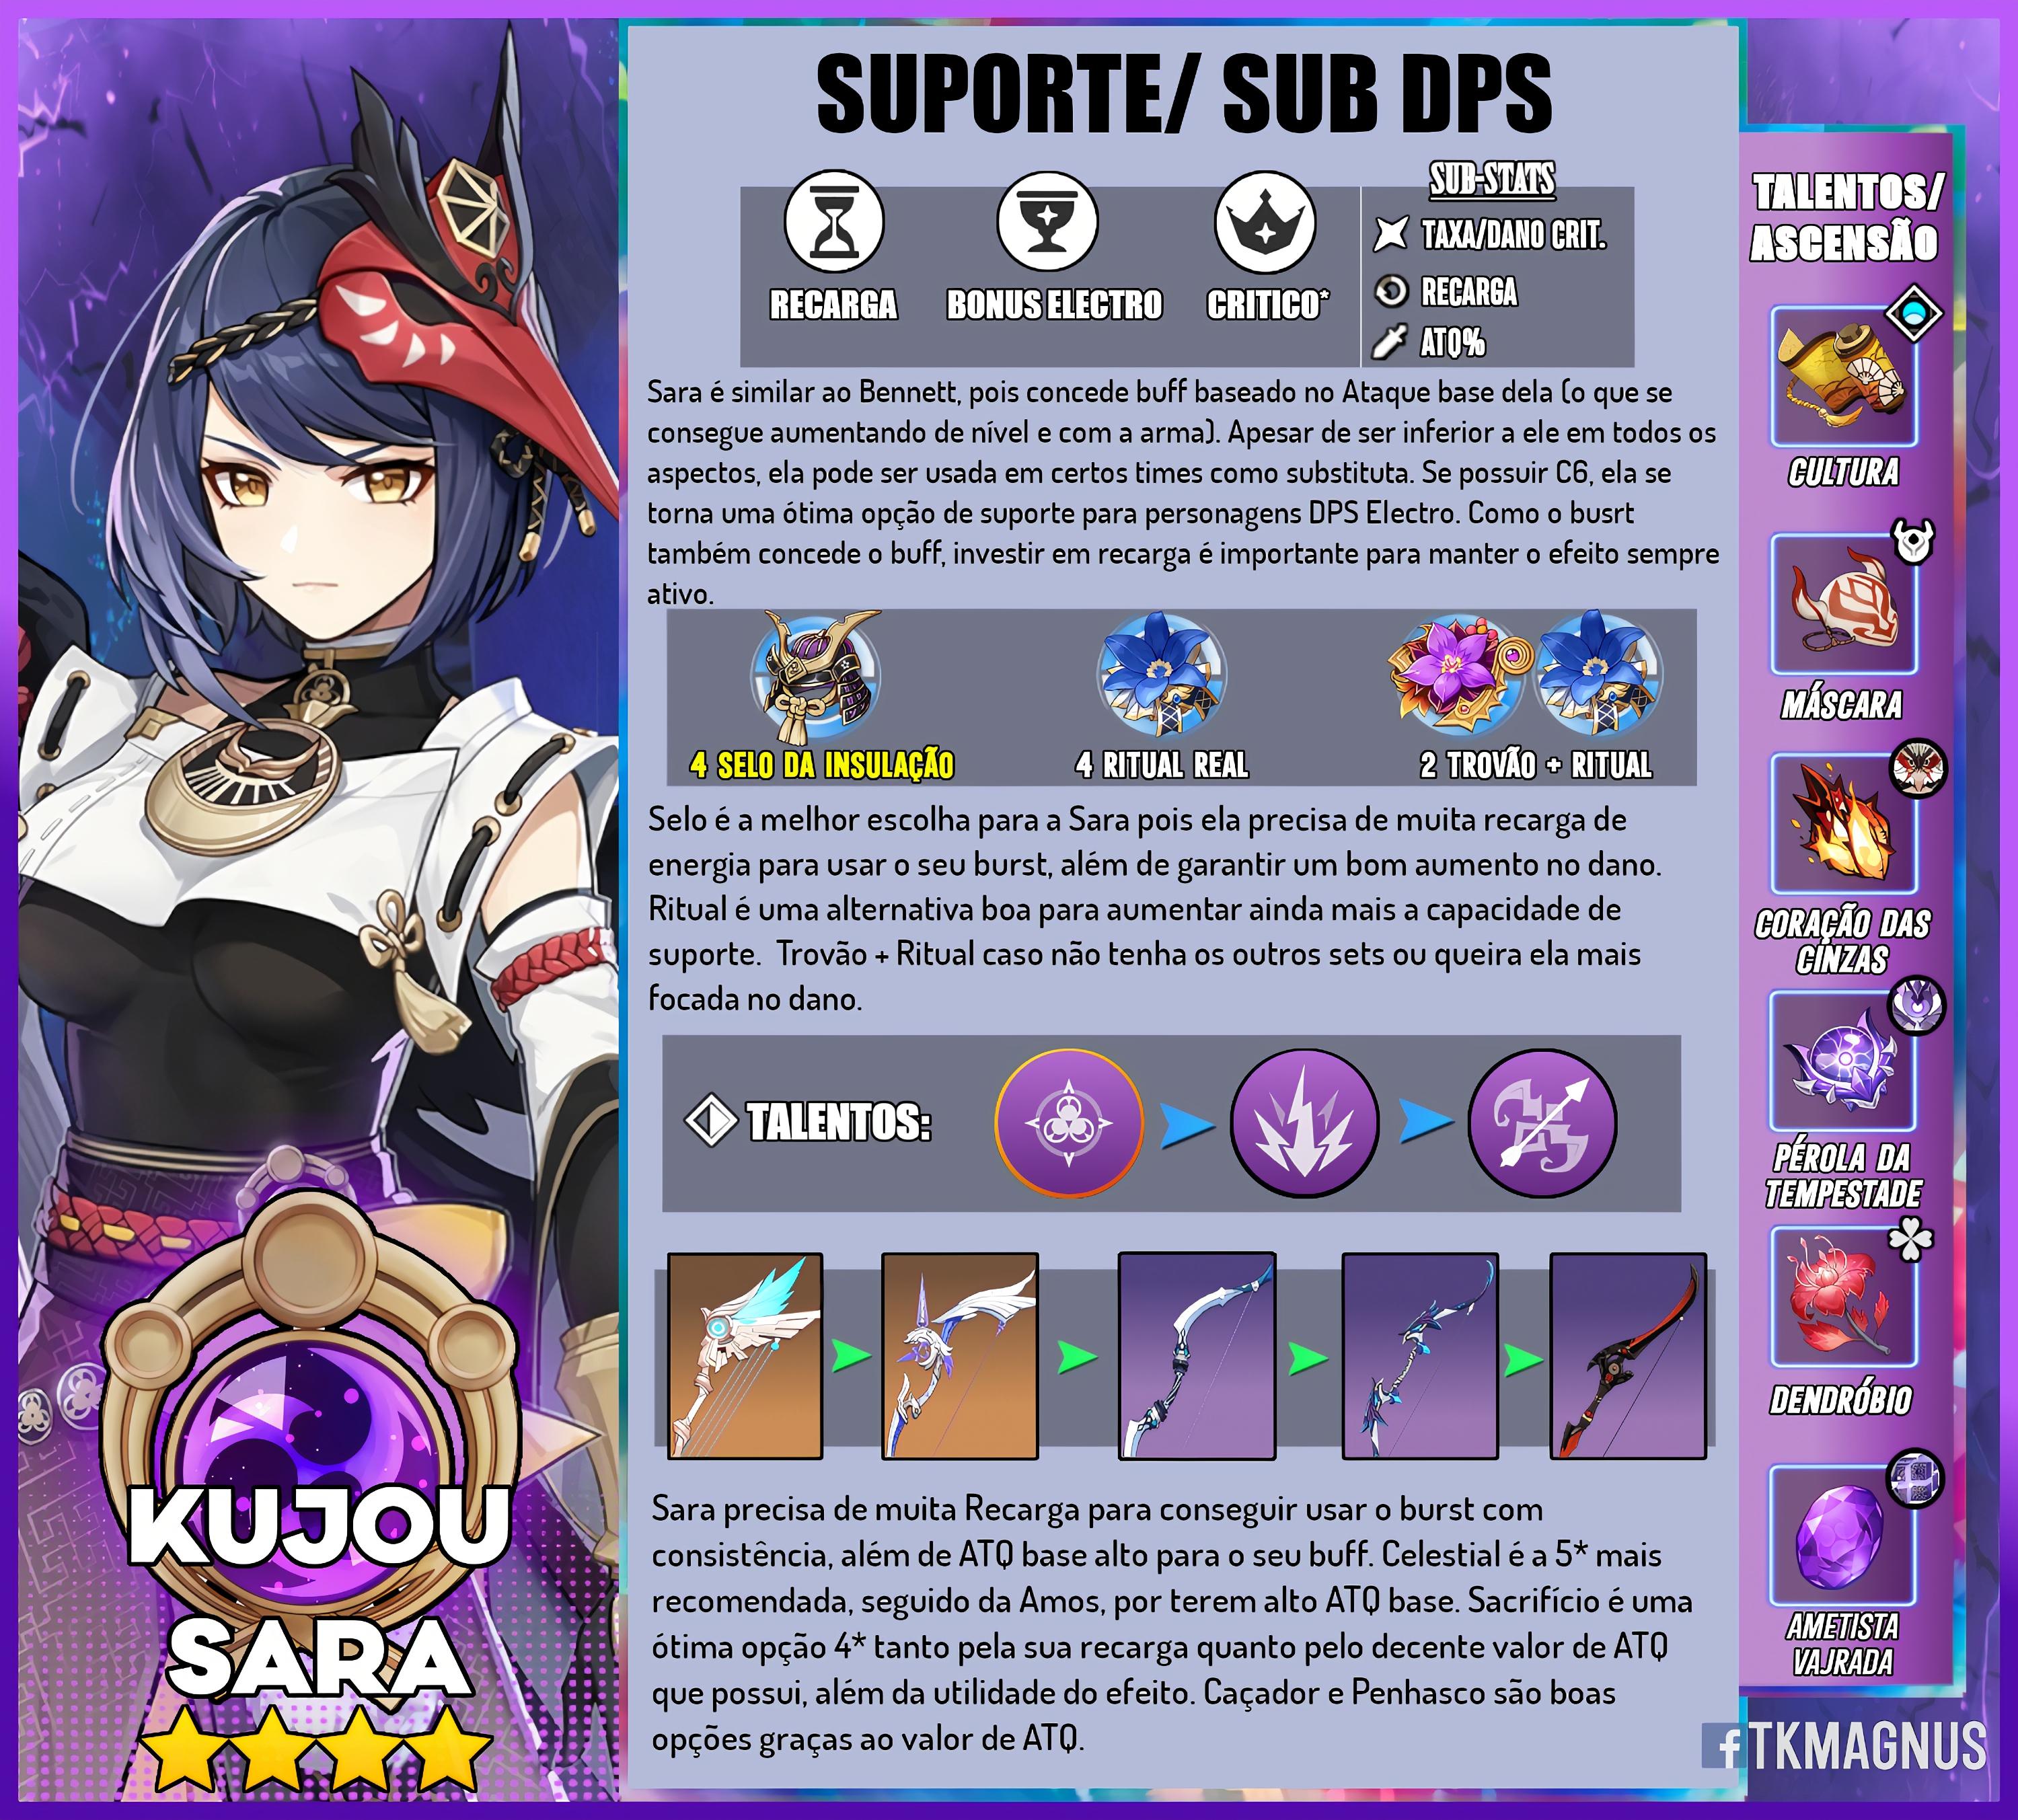 SUPORTE/ SUB DPS
RECARGA
BONUS ELECTRO
CRITICO*
SUB-STATS
TAXA/DANO CRIT.
RECARGA
ATQ%
Sara é similar ao Bennett, pois concede buff baseado no Ataque base dela (o que se
consegue aumentando de nível e com a arma). Apesar de ser inferior a ele em todos os
aspectos, ela pode ser usada em certos times como substituta. Se possuir C6, ela se
torna uma ótima opção de suporte para personagens DPS Electro. Como o busrt
também concede o buff, investir em recarga é importante para manter o efeito sempre
ativo.
4 SELO DA INSULAÇÃO
4 RITUAL REAL
2 TROVÃO + RITUAL
Selo é a melhor escolha para a Sara pois ela precisa de muita recarga de
energia para usar o seu burst, além de garantir um bom aumento no dano.
Ritual é uma alternativa boa para aumentar ainda mais a capacidade de
suporte. Trovão + Ritual caso não tenha os outros sets ou queira ela mais
focada no dano.
TALENTOS:
Sara precisa de muita Recarga para conseguir usar o burst com
consistência, além de ATQ base alto para o seu buff. Celestial é a 5* mais
recomendada, seguido da Amos, por terem alto ATQ base. Sacrifício é uma
ótima opção 4* tanto pela sua recarga quanto pelo decente valor de ATQ
que possui, além da utilidade do efeito. Caçador e Penhasco são boas
opções graças ao valor de ATQ.
TALENTOS/
ASCENSÃO
CULTURA
MÁSCARA
CORAÇÃO DAS
CINZAS
PÉROLA DA
TEMPESTADE
DENDRÓBIO
AMETISTA
VAJRADA
KUJOU
SARA
f TKMAGNUS